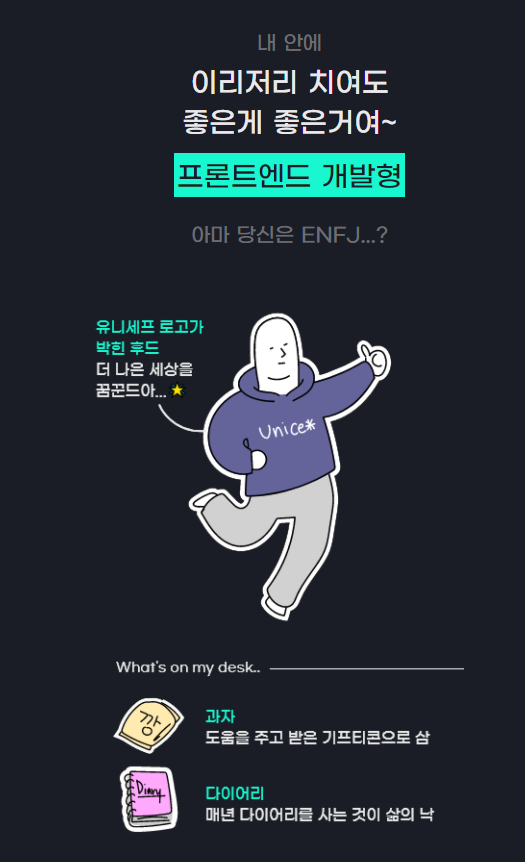 내 안에
이리저리 치여도
좋은게 좋은거여~
프론트엔드 개발형
아마 당신은 ENFJ...?
유니세프 로고가
박힌 후드
더 나은 세상을
꿈꾼드아...
Unice*
What's on my desk..
깡
과자
도움을 주고 받은 기프티콘으로 삼
Diary
다이어리
매년 다이어리를 사는 것이 삶의 낙